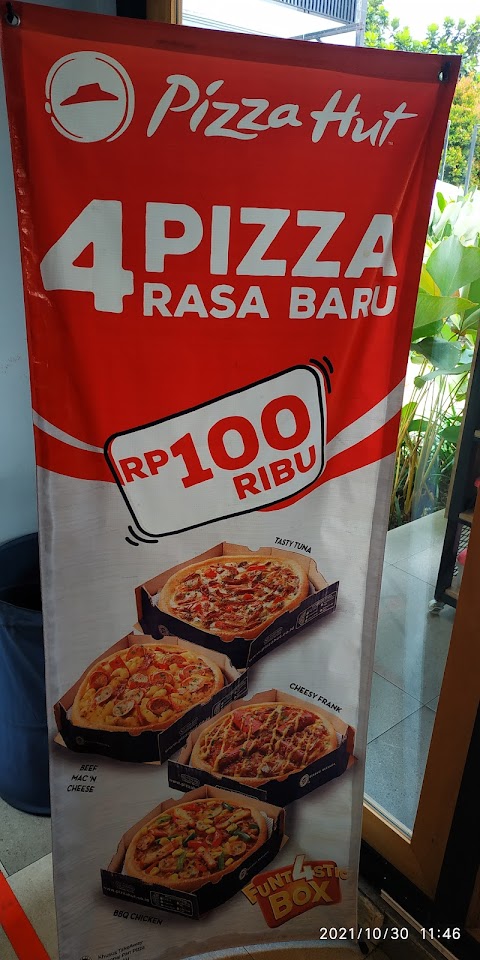 Pizza Hut
4 PIZZA
RASA BARU
RP 100
RIBU
TASTY TUNA
CHEESY FRANK
BEEF
MAC 'N
CHEESE
BBQ CHICKEN
FUNT4STIC
BOX
2021/10/30 11:46